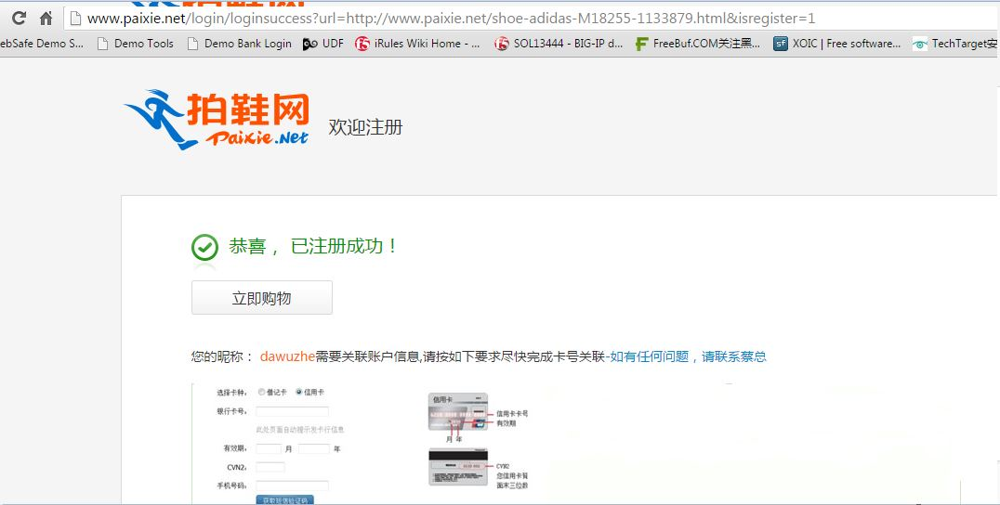 www.paixie.net/login/loginsuccess?url=http://www.paixie.net/shoe-adidas-M18255-1133879.html&isregister=1
ebSafe Demo S... Demo Tools Demo Bank Login UDF iRules Wiki Home - ... SOL13444 - BIG-IP d... FreeBuf.COM关注黑... XOIC | Free software... TechTarget安
拍鞋网
Paixie.Net
欢迎注册
恭喜，已注册成功！
立即购物
您的昵称： dawuzhe需要关联账户信息,请按如下要求尽快完成卡号关联-如有任何问题，请联系蔡总
选择卡种： 借记卡 信用卡
信用卡
银行卡号：
信用卡卡号
此处页面自动提示发卡行信息
有效期
月 年
有效期： 月 年
CVN2：
CVN2
您信用卡背
面末三位数
手机号码：
获取短信验证码